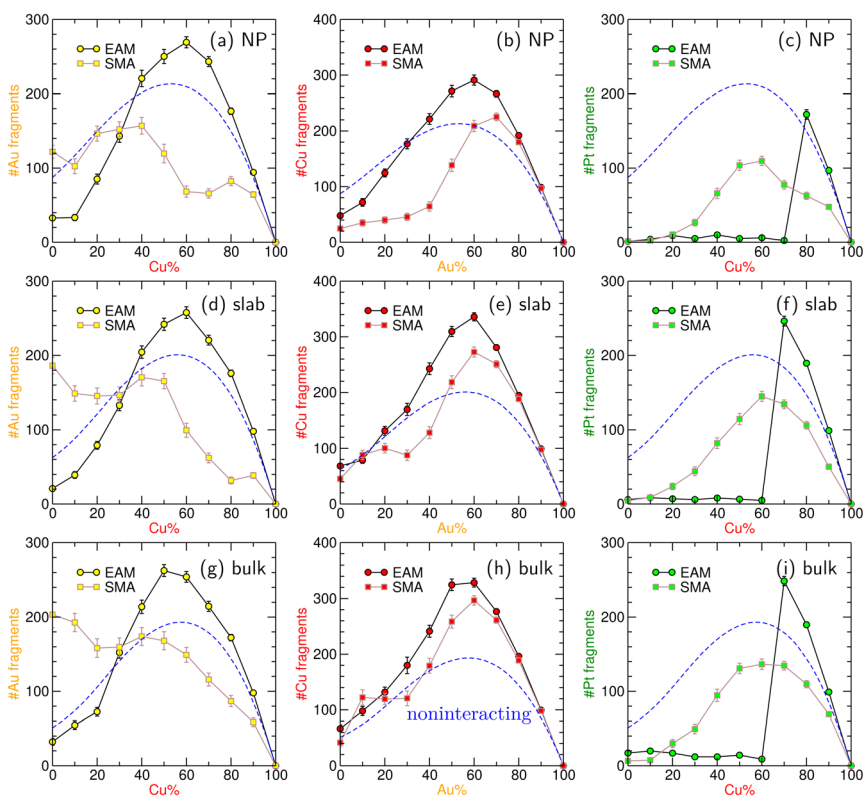 (a) NP
EAM
SMA
#Au fragments
0
100
200
300
0 20 40 60 80 100
Cu%
(b) NP
EAM
SMA
#Cu fragments
0
100
200
300
400
0 20 40 60 80 100
Au%
(c) NP
EAM
SMA
#Pt fragments
0
100
200
300
0 20 40 60 80 100
Cu%
(d) slab
EAM
SMA
#Au fragments
0
100
200
300
0 20 40 60 80 100
Cu%
(e) slab
EAM
SMA
#Cu fragments
0
100
200
300
400
0 20 40 60 80 100
Au%
(f) slab
EAM
SMA
#Pt fragments
0
100
200
300
0 20 40 60 80 100
Cu%
(g) bulk
EAM
SMA
#Au fragments
0
100
200
300
0 20 40 60 80 100
Cu%
(h) bulk
EAM
SMA
noninteracting
#Cu fragments
0
100
200
300
400
0 20 40 60 80 100
Au%
(i) bulk
EAM
SMA
#Pt fragments
0
100
200
300
0 20 40 60 80 100
Cu%